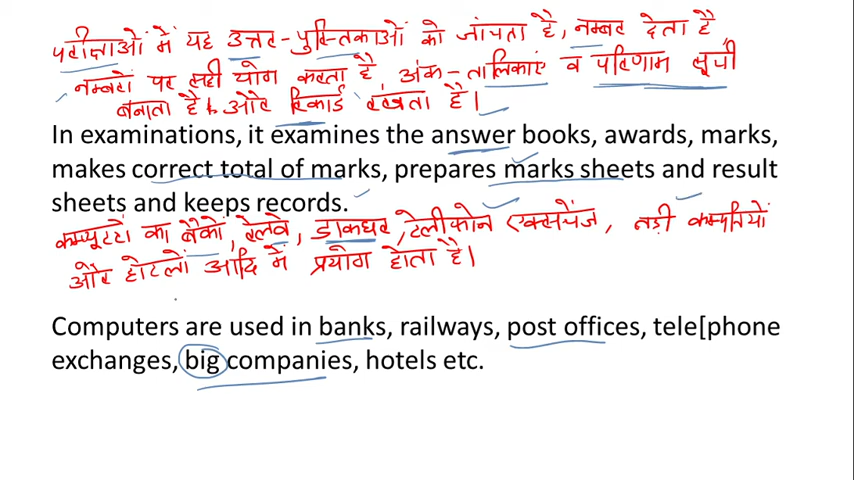 परीक्षाओं में यह उत्तर-पुस्तिकाओं को जांचता है, नम्बर देता है,
नम्बरों पर सही योग करता है, अंक-तालिकाएं व परिणाम सूची
बनाता है। और रिकार्ड रखता है।
In examinations, it examines the answer books, awards, marks,
makes correct total of marks, prepares marks sheets and result
sheets and keeps records.
कम्प्यूटरों का बैंकों, रेलवे, डाकघर, टेलीफोन एक्सचेंज, बड़ी कम्पनियों
और होटलों आदि में प्रयोग होता है।
Computers are used in banks, railways, post offices, tele[phone
exchanges, big companies, hotels etc.